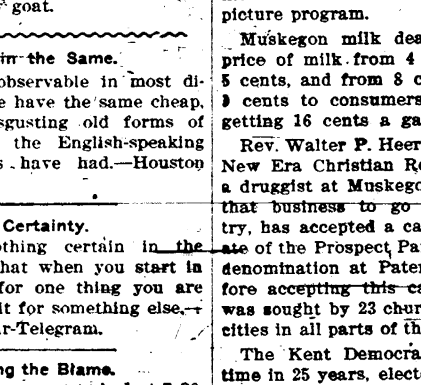 goat.
in the Same.
observable in most di-
e have the same cheap,
sgusting old forms of
the English-speaking
s have had.—Houston
Certainty.
othing certain in the
hat when you start in
for one thing you are
it for something else.—
r-Telegram.
ng the Blame.
picture program.
Muskegon milk dea
price of milk from 4
5 cents, and from 8 c
9 cents to consumers
getting 16 cents a ga
Rev. Walter P. Heer
New Era Christian Re
a druggist at Muskego
that business to go
try, has accepted a ca
ate of the Prospect Pa
denomination at Pater
fore accepting this ca
was sought by 23 chur
cities in all parts of th
The Kent Democra
time in 25 years, elect